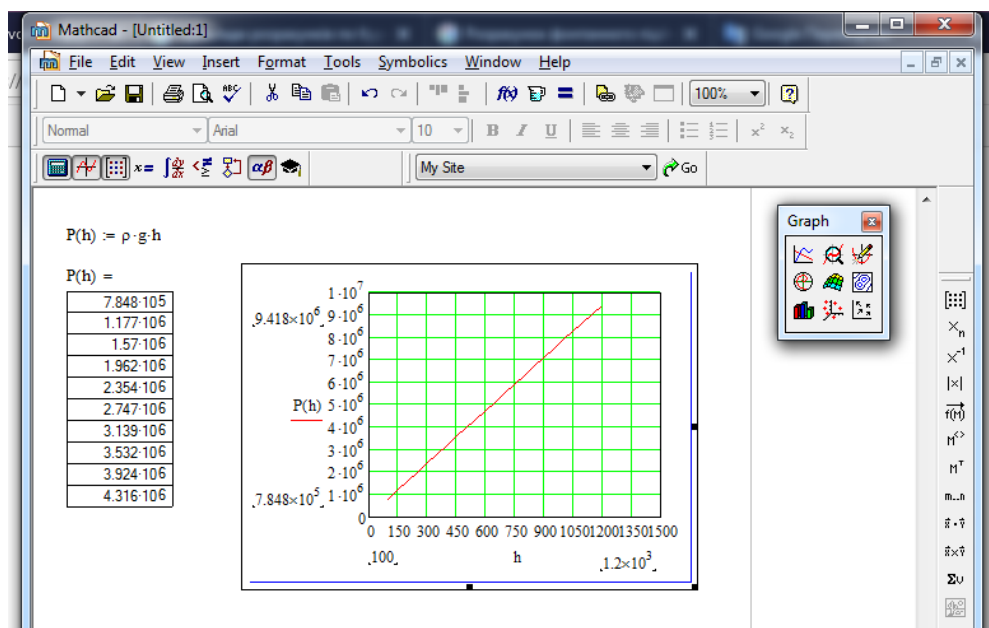 Mathcad - [Untitled:1]
File Edit View Insert Format Tools Symbolics Window Help
100%
Normal Arial 10 B I U x² ×₂
My Site Go
P(h) := ρ·g·h
P(h) =
7.848·10⁵
1.177·10⁶
1.57·10⁶
1.962·10⁶
2.354·10⁶
2.747·10⁶
3.139·10⁶
3.532·10⁶
3.924·10⁶
4.316·10⁶
1·10⁷
9.418×10⁶ 9·10⁶
8·10⁶
7·10⁶
6·10⁶
P(h) 5·10⁶
4·10⁶
3·10⁶
2·10⁶
7.848×10⁵ 1·10⁶
0
0 150 300 450 600 750 900 1050 1200 1350 1500
100 h 1.2×10³
Graph
×ₙ
×⁻¹
|×|
f(M)
M<>
Mᵀ
m..n
Συ